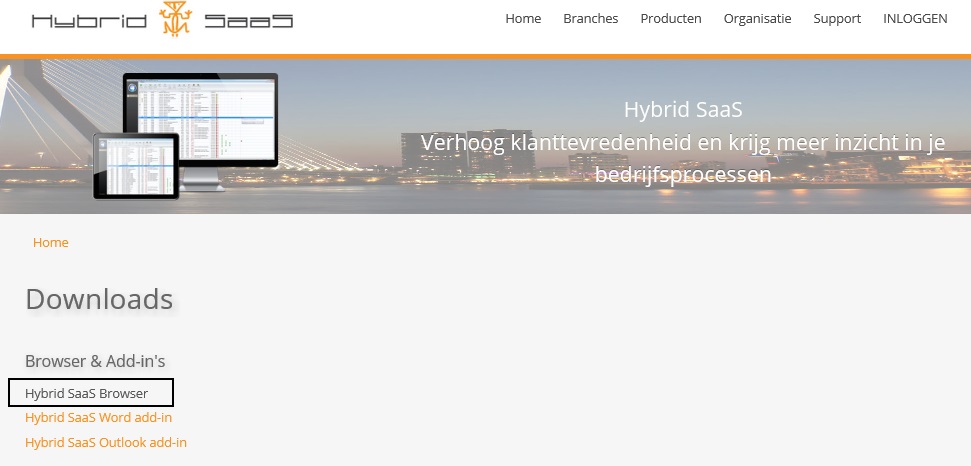 Hybrid SaaS
Home Branches Producten Organisatie Support INLOGGEN
Hybrid SaaS
Verhoog klanttevredenheid en krijg meer inzicht in je
bedrijfsprocessen
Home
Downloads
Browser & Add-in's
Hybrid SaaS Browser
Hybrid SaaS Word add-in
Hybrid SaaS Outlook add-in